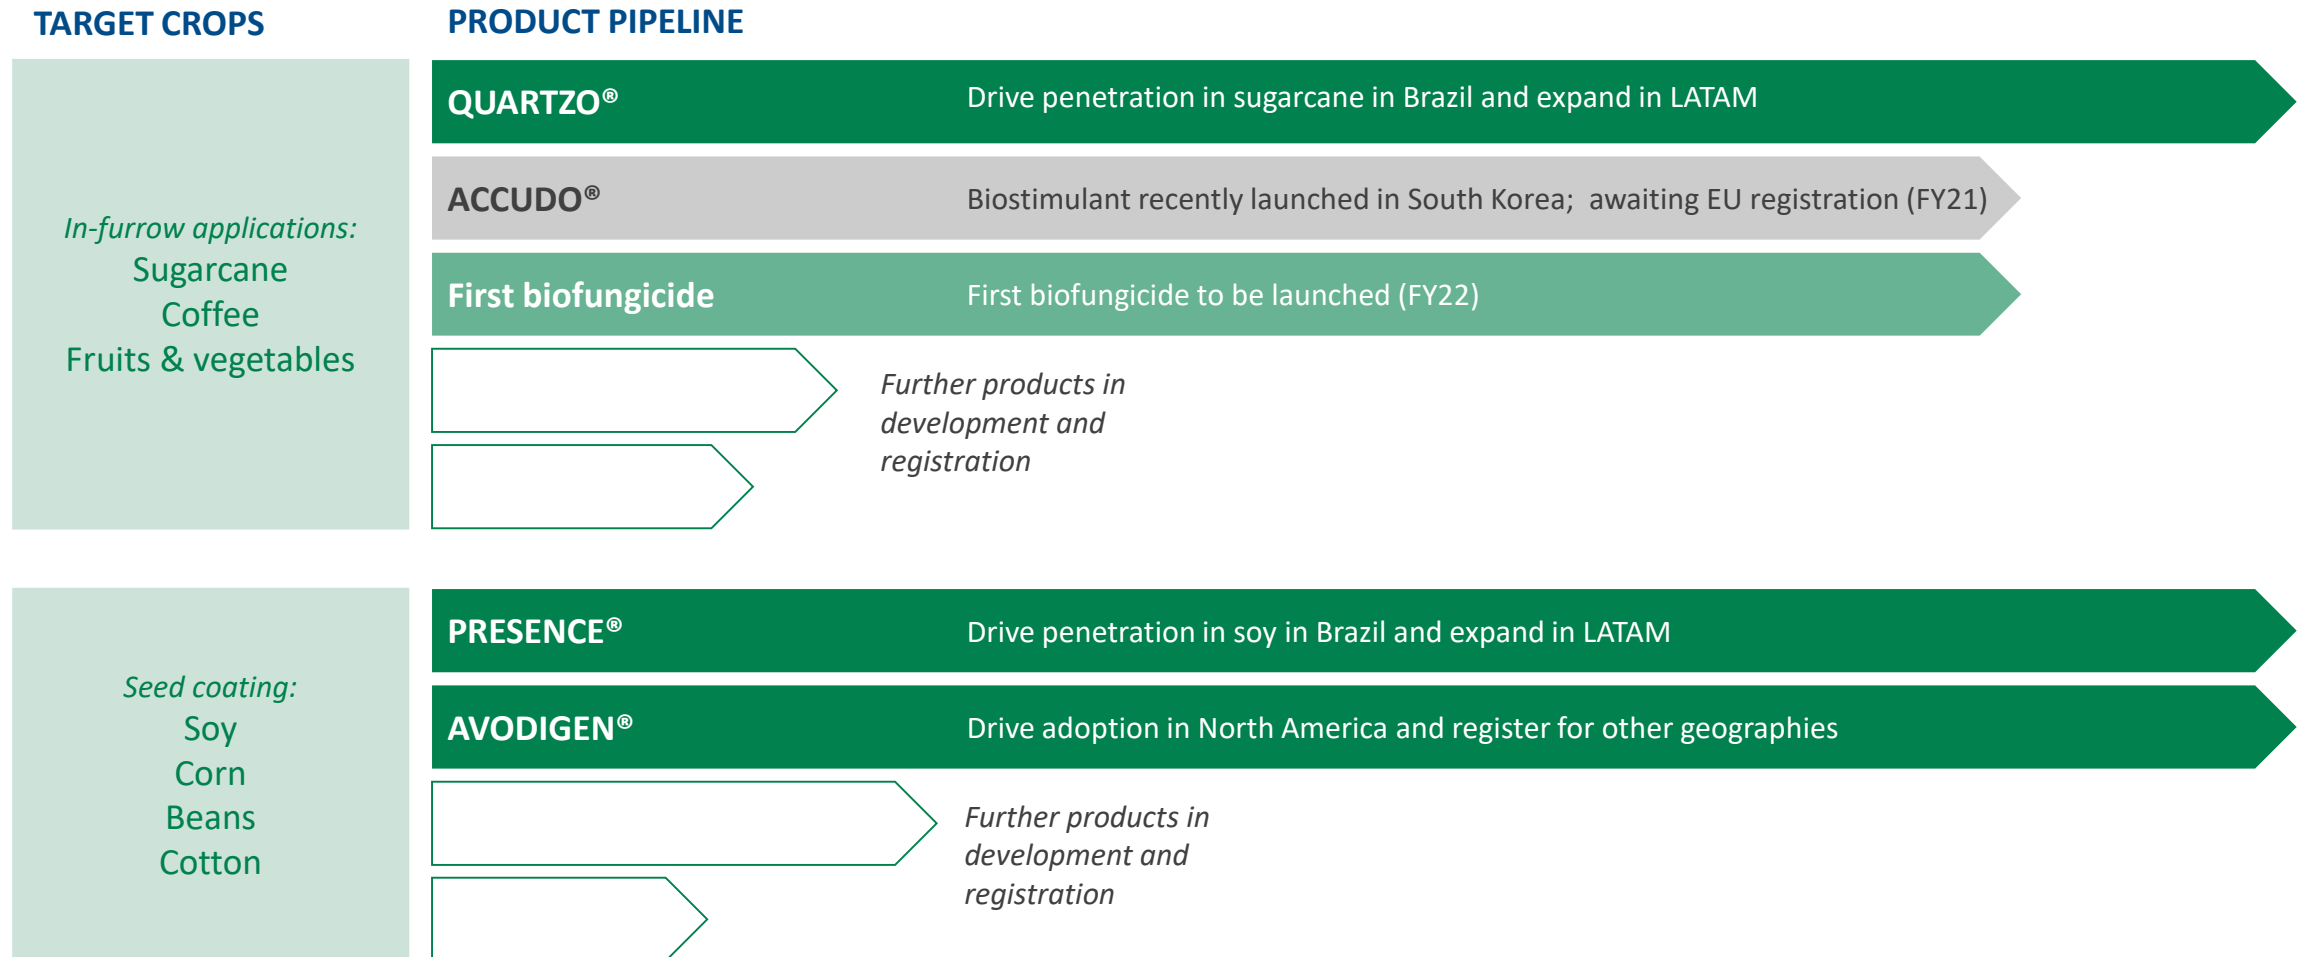 TARGET CROPS
PRODUCT PIPELINE
In-furrow applications:
Sugarcane
Coffee
Fruits & vegetables
QUARTZO® Drive penetration in sugarcane in Brazil and expand in LATAM
ACCUDO® Biostimulant recently launched in South Korea; awaiting EU registration (FY21)
First biofungicide First biofungicide to be launched (FY22)
Further products in
development and
registration
Seed coating:
Soy
Corn
Beans
Cotton
PRESENCE® Drive penetration in soy in Brazil and expand in LATAM
AVODIGEN® Drive adoption in North America and register for other geographies
Further products in
development and
registration